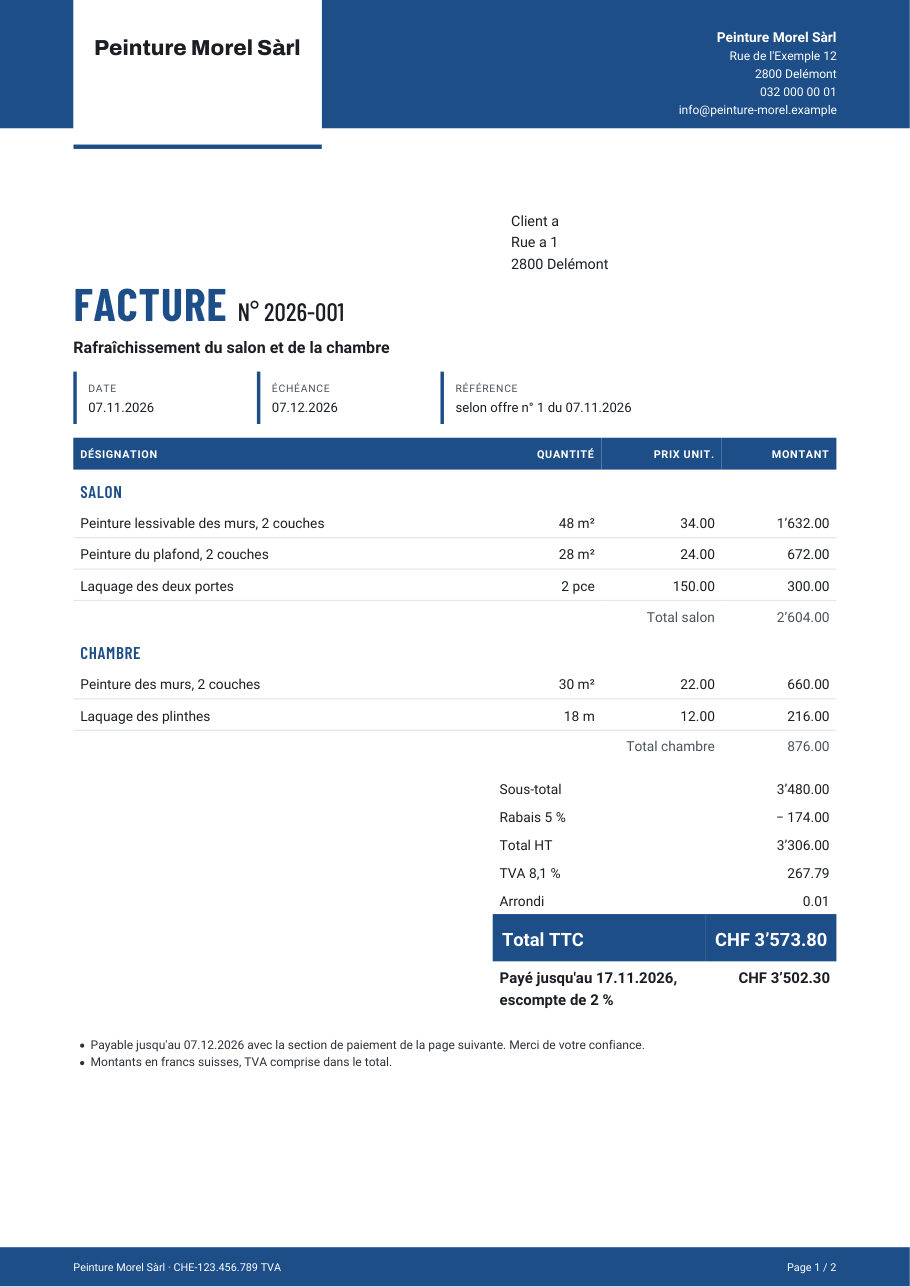 Peinture Morel Sàrl
Peinture Morel Sàrl
Rue de l'Exemple 12
2800 Delémont
032 000 00 01
info@peinture-morel.example
Client a
Rue a 1
2800 Delémont
FACTURE N° 2026-001
Rafraîchissement du salon et de la chambre
DATE ÉCHÉANCE RÉFÉRENCE
07.11.2026 07.12.2026 selon offre n° 1 du 07.11.2026
DÉSIGNATION QUANTITÉ PRIX UNIT. MONTANT
SALON
Peinture lessivable des murs, 2 couches 48 m² 34.00 1’632.00
Peinture du plafond, 2 couches 28 m² 24.00 672.00
Laquage des deux portes 2 pce 150.00 300.00
Total salon 2’604.00
CHAMBRE
Peinture des murs, 2 couches 30 m² 22.00 660.00
Laquage des plinthes 18 m 12.00 216.00
Total chambre 876.00
Sous-total 3’480.00
Rabais 5 % − 174.00
Total HT 3’306.00
TVA 8,1 % 267.79
Arrondi 0.01
Total TTC CHF 3’573.80
Payé jusqu'au 17.11.2026, CHF 3’502.30
escompte de 2 %
• Payable jusqu'au 07.12.2026 avec la section de paiement de la page suivante. Merci de votre confiance.
• Montants en francs suisses, TVA comprise dans le total.
Peinture Morel Sàrl · CHE-123.456.789 TVA Page 1 / 2